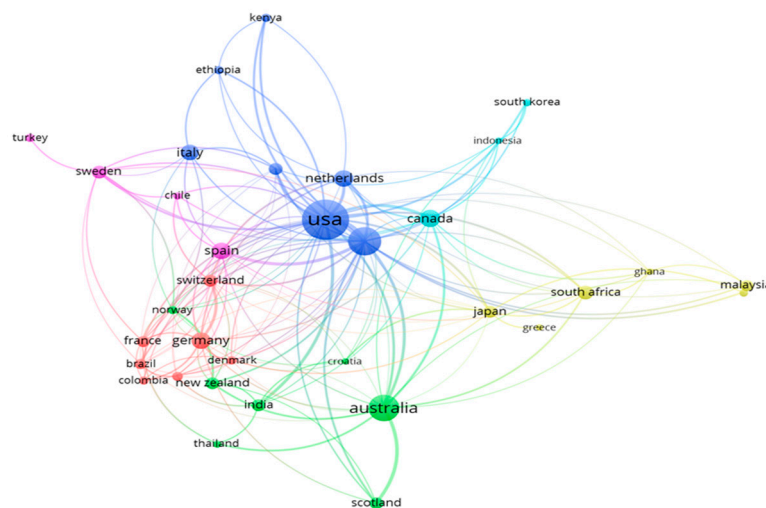 kenya
ethiopia
south korea
turkey
indonesia
italy
sweden
netherlands
chile
usa
canada
spain
ghana
switzerland
malaysia
south africa
norway
japan
greece
france
germany
croatia
brazil
denmark
colombia
new zealand
india
australia
thailand
scotland